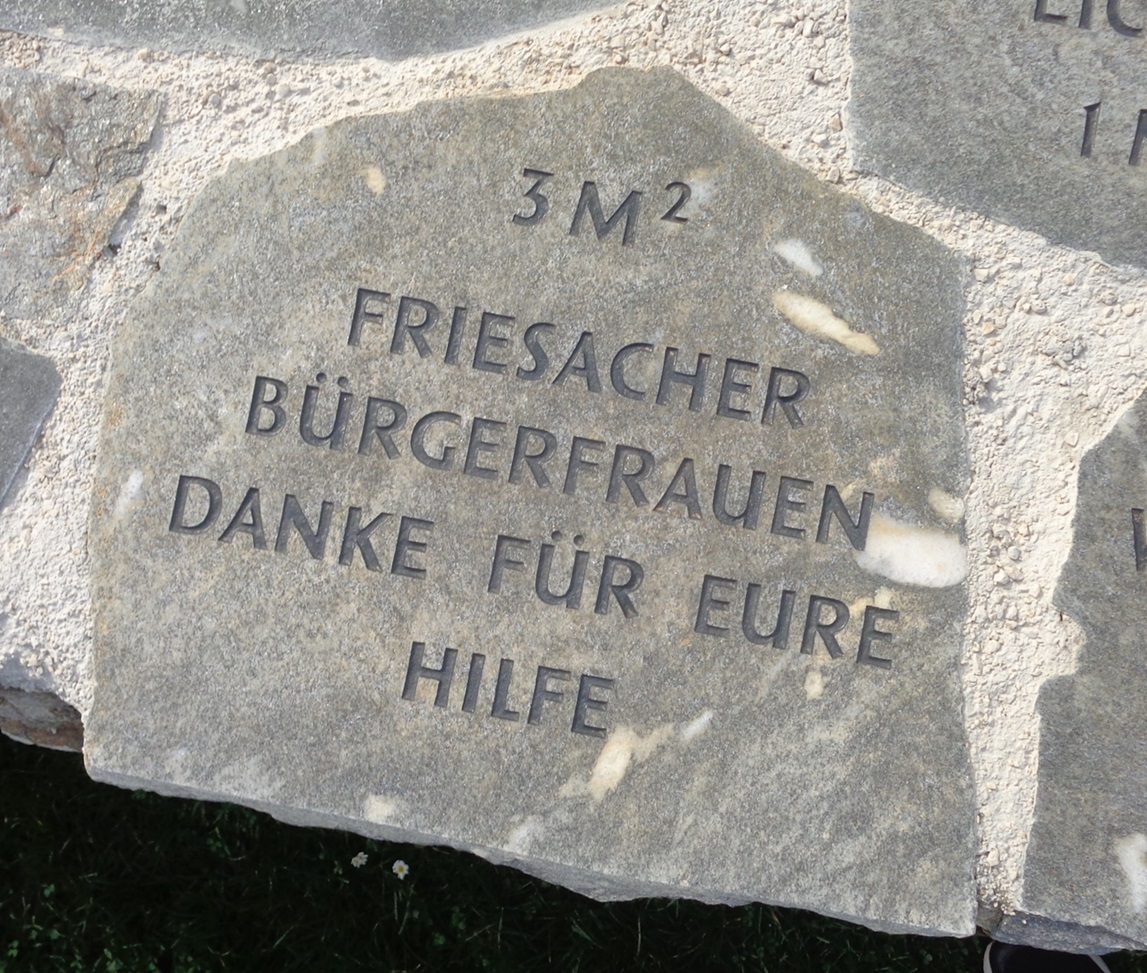 3 M²
FRIESACHER
BÜRGERFRAUEN
DANKE FÜR EURE
HILFE